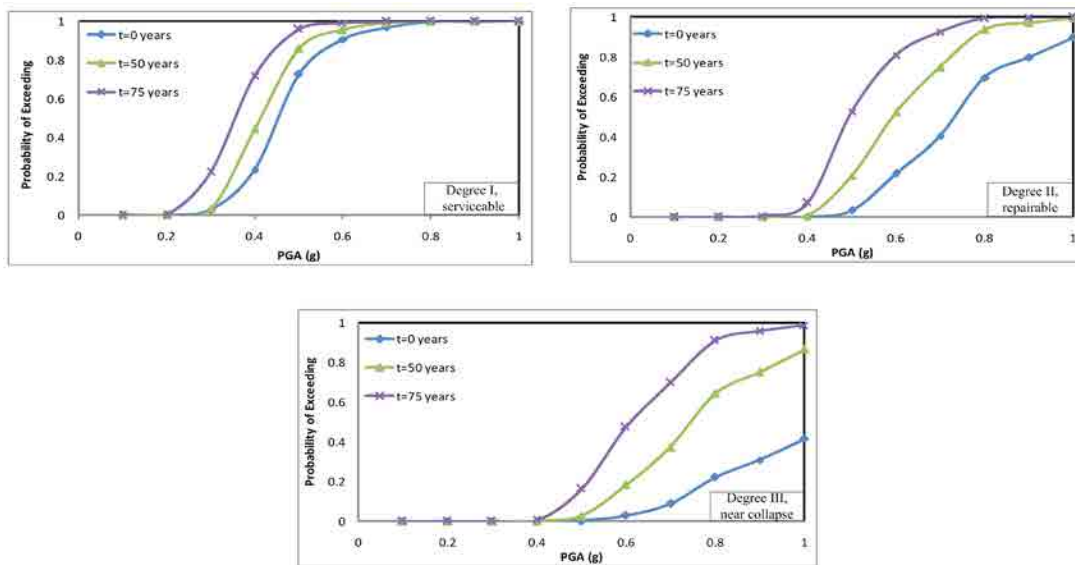 Probability of Exceeding
1
0.8
0.6
0.4
0.2
0
t=0 years
t=50 years
t=75 years
Degree I,
serviceable
0 0.2 0.4 0.6 0.8 1
PGA (g)
Probability of Exceeding
1
0.8
0.6
0.4
0.2
0
t=0 years
t=50 years
t=75 years
Degree II,
repairable
0 0.2 0.4 0.6 0.8 1
PGA (g)
Probability of Exceeding
1
0.8
0.6
0.4
0.2
0
t=0 years
t=50 years
t=75 years
Degree III,
near collapse
0 0.2 0.4 0.6 0.8 1
PGA (g)